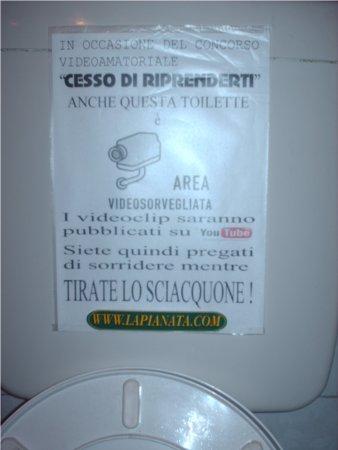 IN OCCASIONE DEL CONCORSO
VIDEOAMATORIALE
"CESSO DI RIPRENDERTI"
ANCHE QUESTA TOILETTE
è
AREA
VIDEOSORVEGLIATA
I videoclip saranno
pubblicati su YouTube
Siete quindi pregati
di sorridere mentre
TIRATE LO SCIACQUONE !
WWW.LAPIANATA.COM